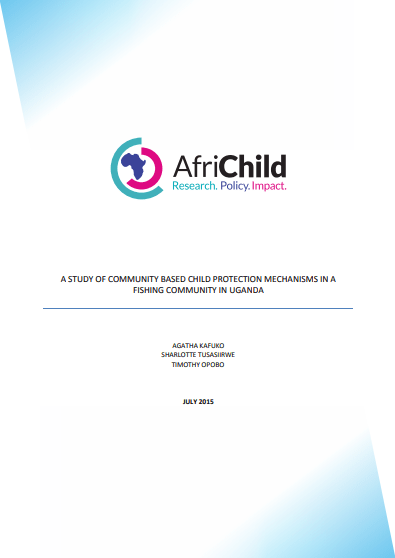 AfriChild
Research. Policy. Impact.
A STUDY OF COMMUNITY BASED CHILD PROTECTION MECHANISMS IN A
FISHING COMMUNITY IN UGANDA
AGATHA KAFUKO
SHARLOTTE TUSASIIRWE
TIMOTHY OPOBO
JULY 2015